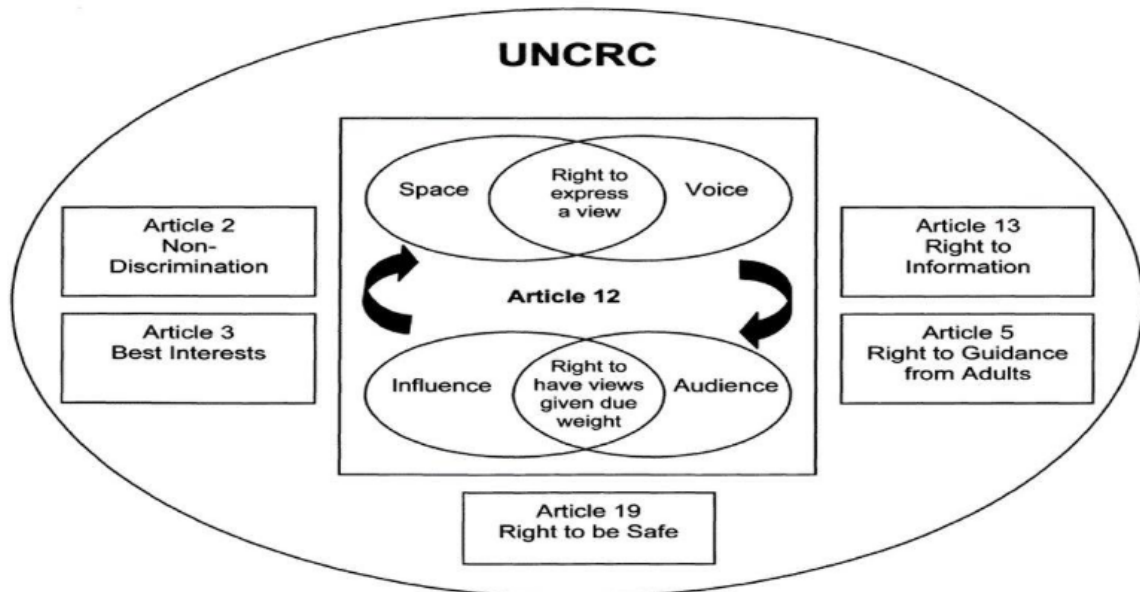 UNCRC
Space
Right to
express
a view
Voice
Article 2
Non-
Discrimination
Article 13
Right to
Information
Article 12
Article 3
Best Interests
Article 5
Right to Guidance
from Adults
Influence
Right to
have views
given due
weight
Audience
Article 19
Right to be Safe